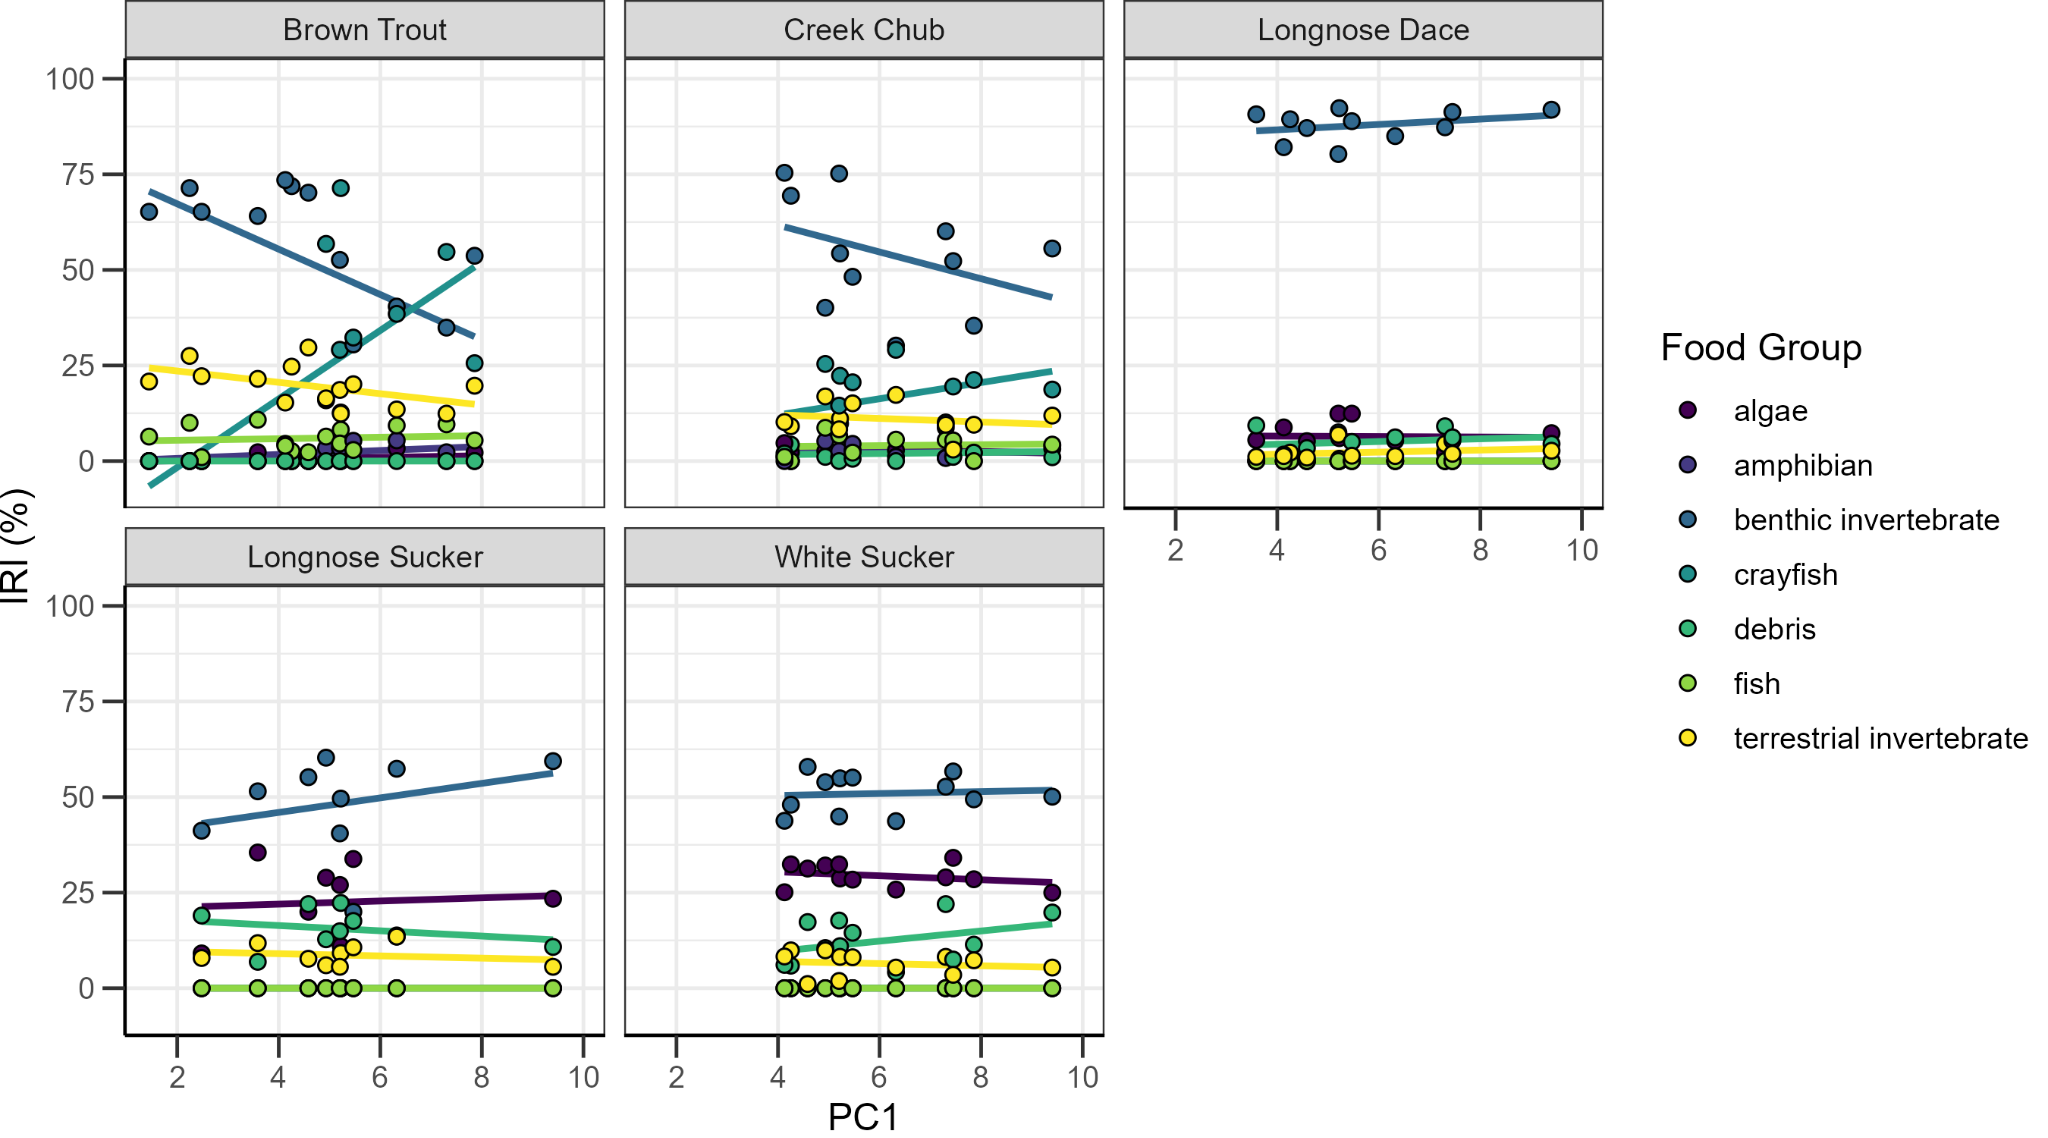 Brown Trout
Creek Chub
Longnose Dace
100
75
50
25
0
2 4 6 8 10
Longnose Sucker
White Sucker
100
75
50
25
0
2 4 6 8 10
2 4 6 8 10
PC1
IRI (%)
Food Group
algae
amphibian
benthic invertebrate
crayfish
debris
fish
terrestrial invertebrate